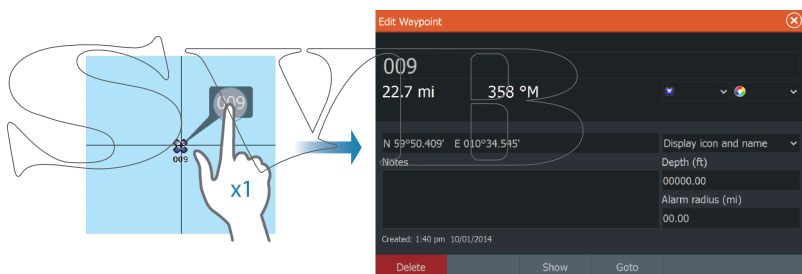 Edit Waypoint
009
22.7 mi 358 °M
N 59°50.409' E 010°34.545' Display icon and name
Notes
Depth (ft)
00000.00
Alarm radius (mi)
00.00
Created: 1:40 pm 10/01/2014
Delete Show Goto
009
009
x1